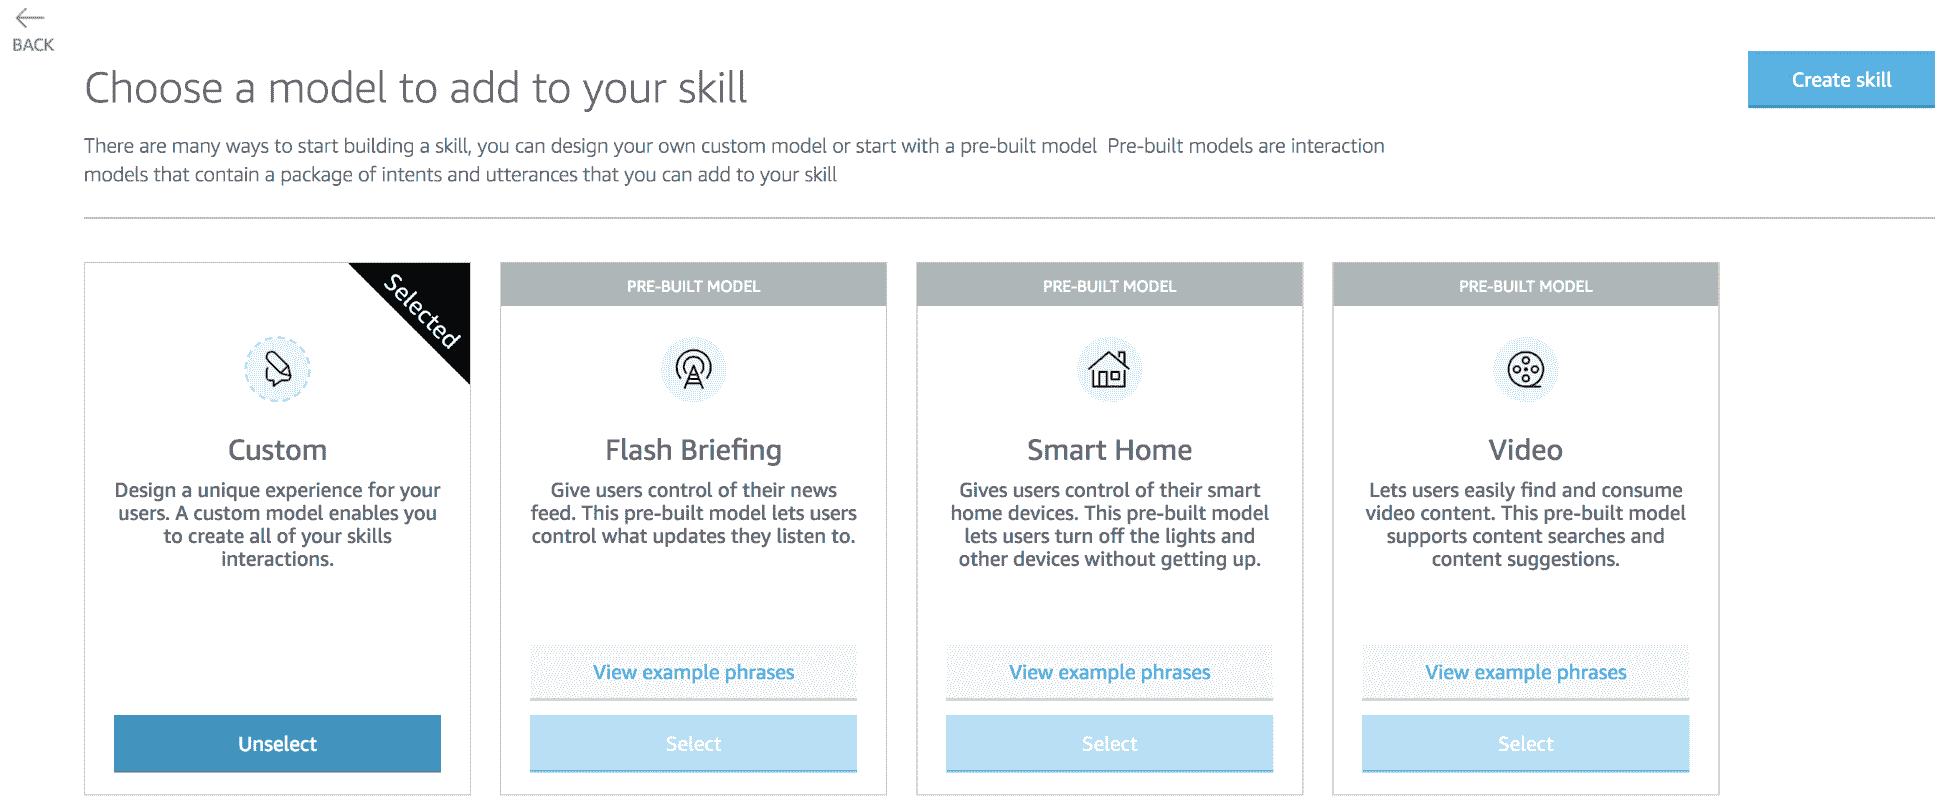 BACK
Create skill
Choose a model to add to your skill
There are many ways to start building a skill, you can design your own custom model or start with a pre-built model  Pre-built models are interaction
models that contain a package of intents and utterances that you can add to your skill
Selected
Custom
Design a unique experience for your
users. A custom model enables you
to create all of your skills
interactions.
Unselect
PRE-BUILT MODEL
Flash Briefing
Give users control of their news
feed. This pre-built model lets users
control what updates they listen to.
View example phrases
Select
PRE-BUILT MODEL
Smart Home
Gives users control of their smart
home devices. This pre-built model
lets users turn off the lights and
other devices without getting up.
View example phrases
Select
PRE-BUILT MODEL
Video
Lets users easily find and consume
video content. This pre-built model
supports content searches and
content suggestions.
View example phrases
Select